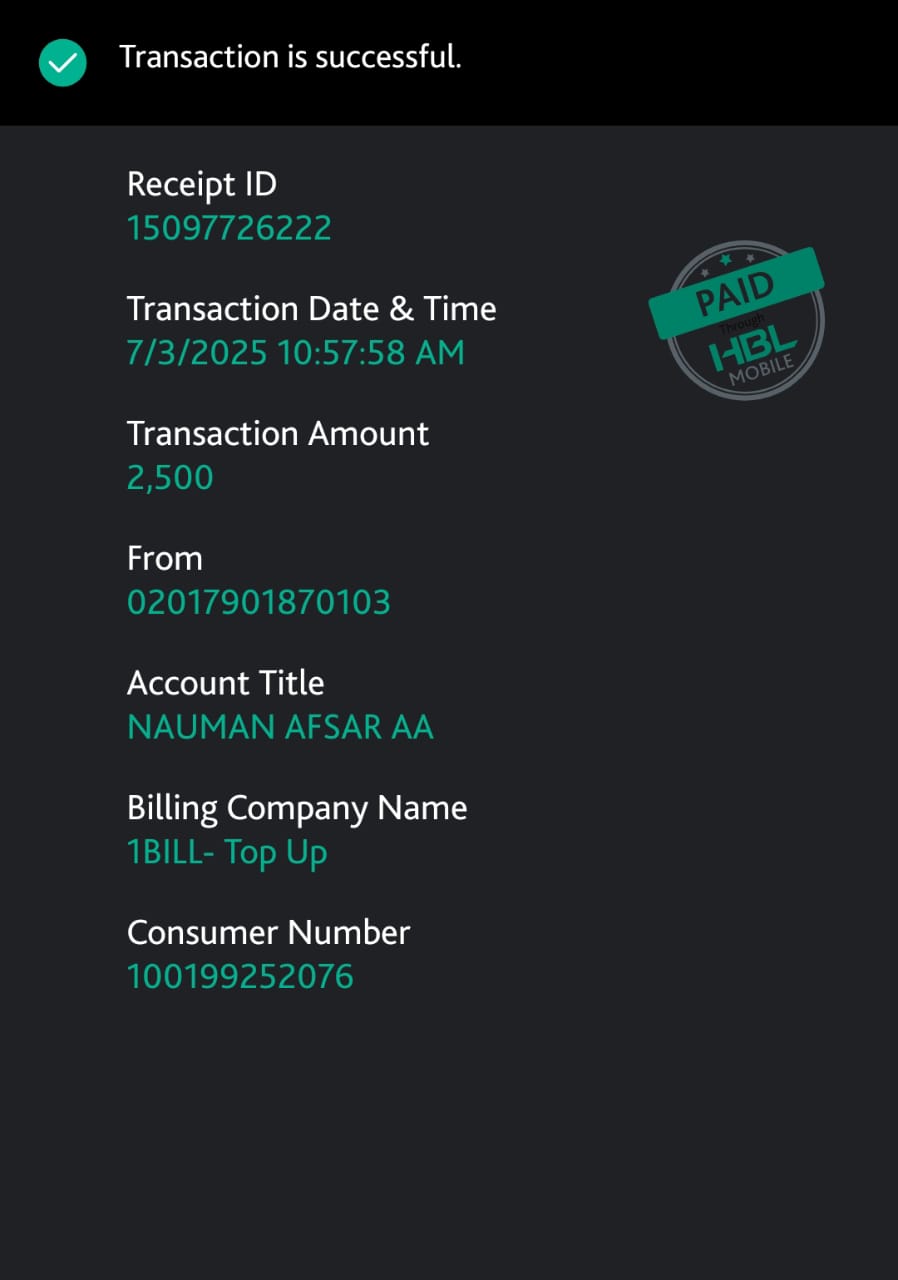 Transaction is successful.
Receipt ID
15097726222
Transaction Date & Time
7/3/2025 10:57:58 AM
PAID
Through
HBL
MOBILE
Transaction Amount
2,500
From
02017901870103
Account Title
NAUMAN AFSAR AA
Billing Company Name
1BILL- Top Up
Consumer Number
100199252076